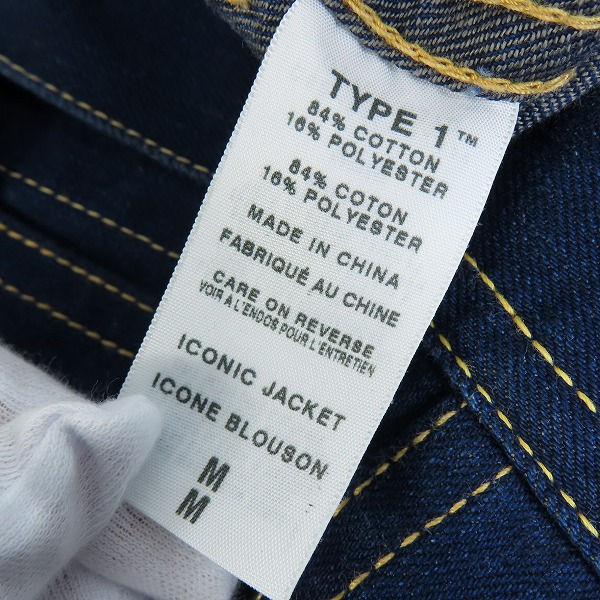 TYPE 1™
84% COTTON
16% POLYESTER
84% COTON
16% POLYESTER
MADE IN CHINA
FABRIQUÉ AU CHINE
CARE ON REVERSE
VOIR A L'ENDOS POUR L'ENTRETIEN
ICONIC JACKET
ICONE BLOUSON
M
M